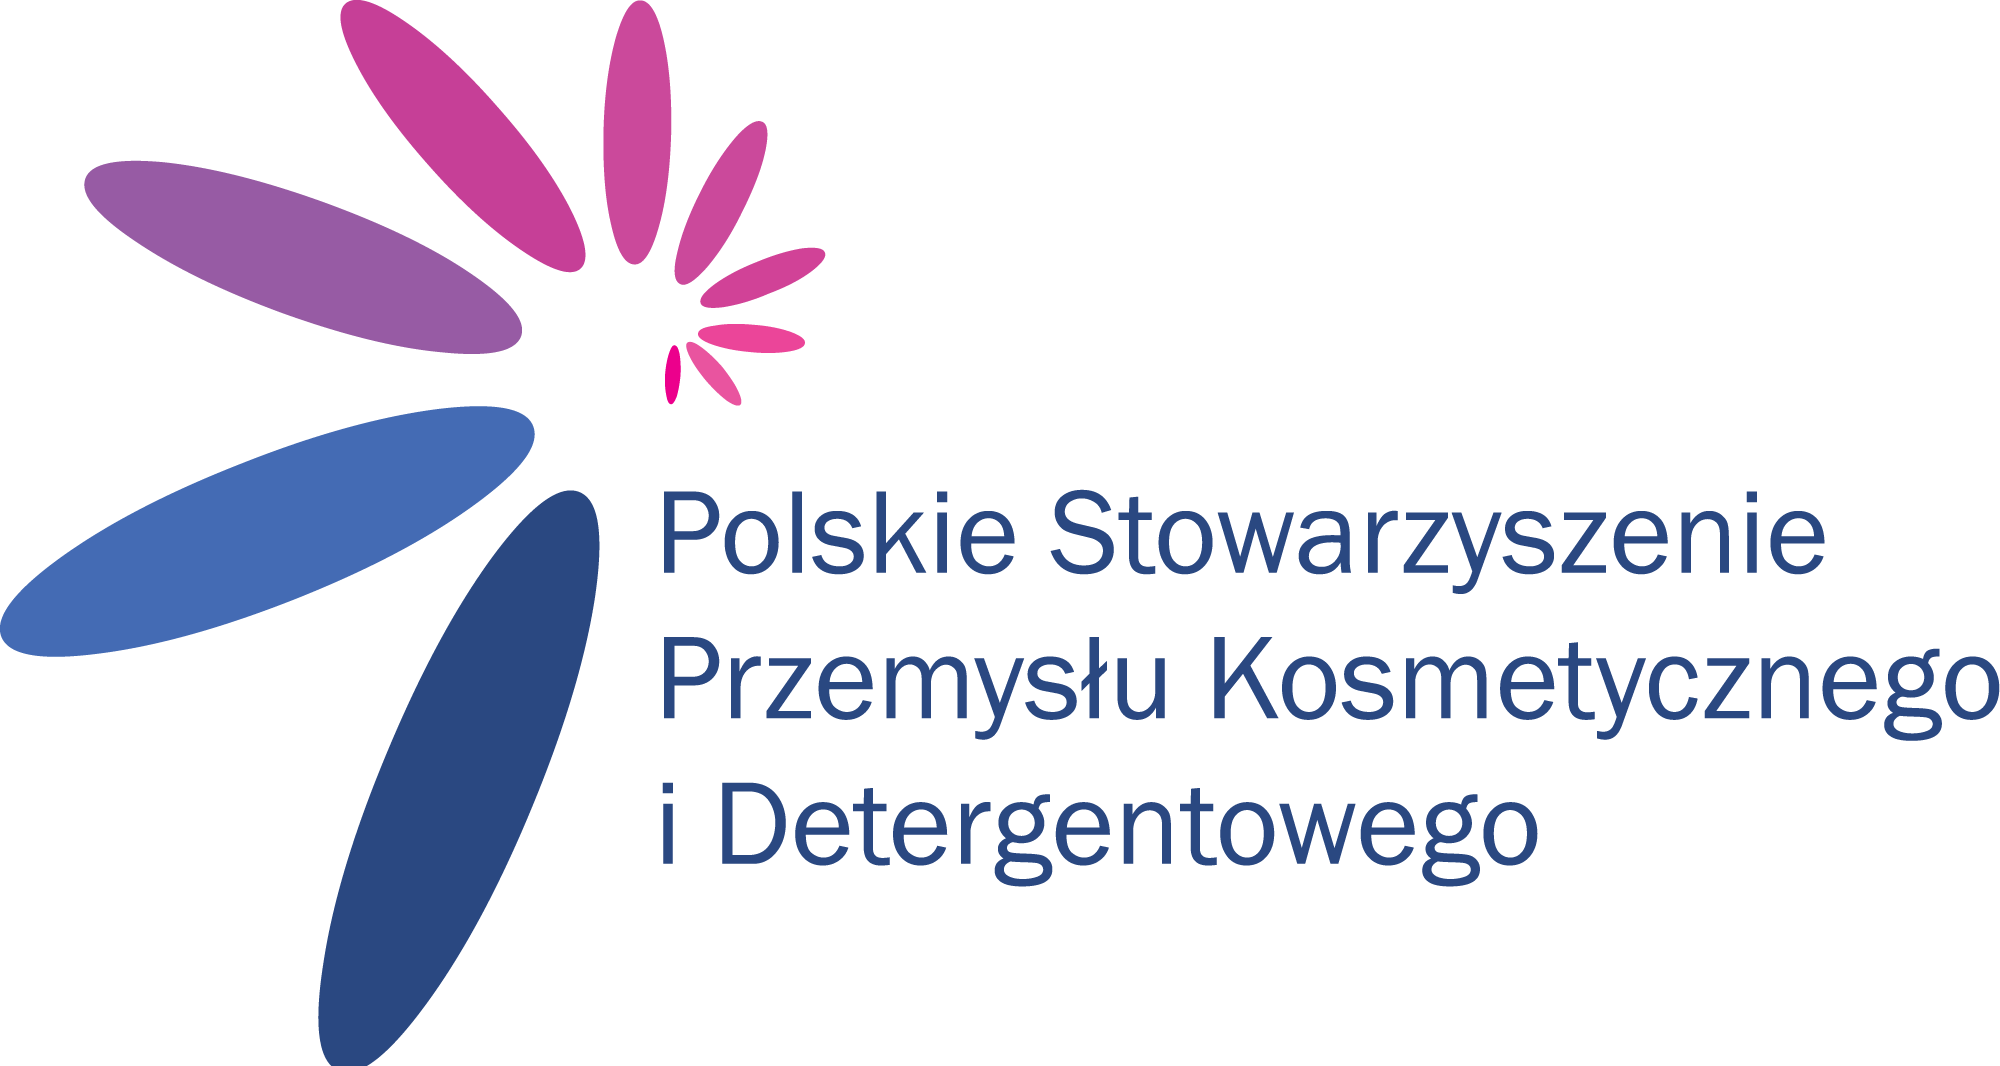 Polskie Stowarzyszenie
Przemysłu Kosmetycznego
i Detergentowego